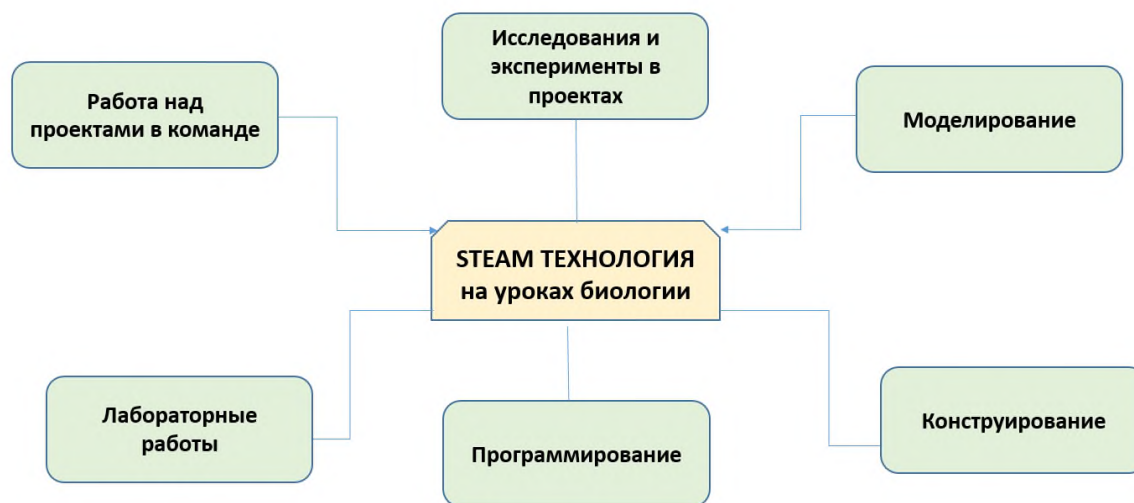 Исследования и
эксперименты в
проектах
Работа над
проектами в команде
Моделирование
STEAM ТЕХНОЛОГИЯ
на уроках биологии
Лабораторные
работы
Программирование
Конструирование